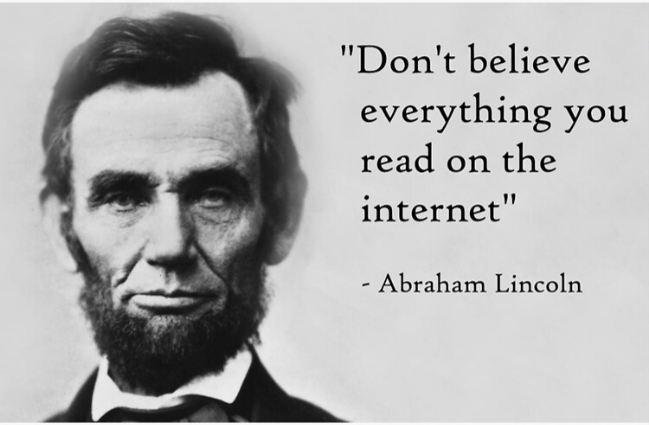 "Don't believe
everything you
read on the
internet"
- Abraham Lincoln